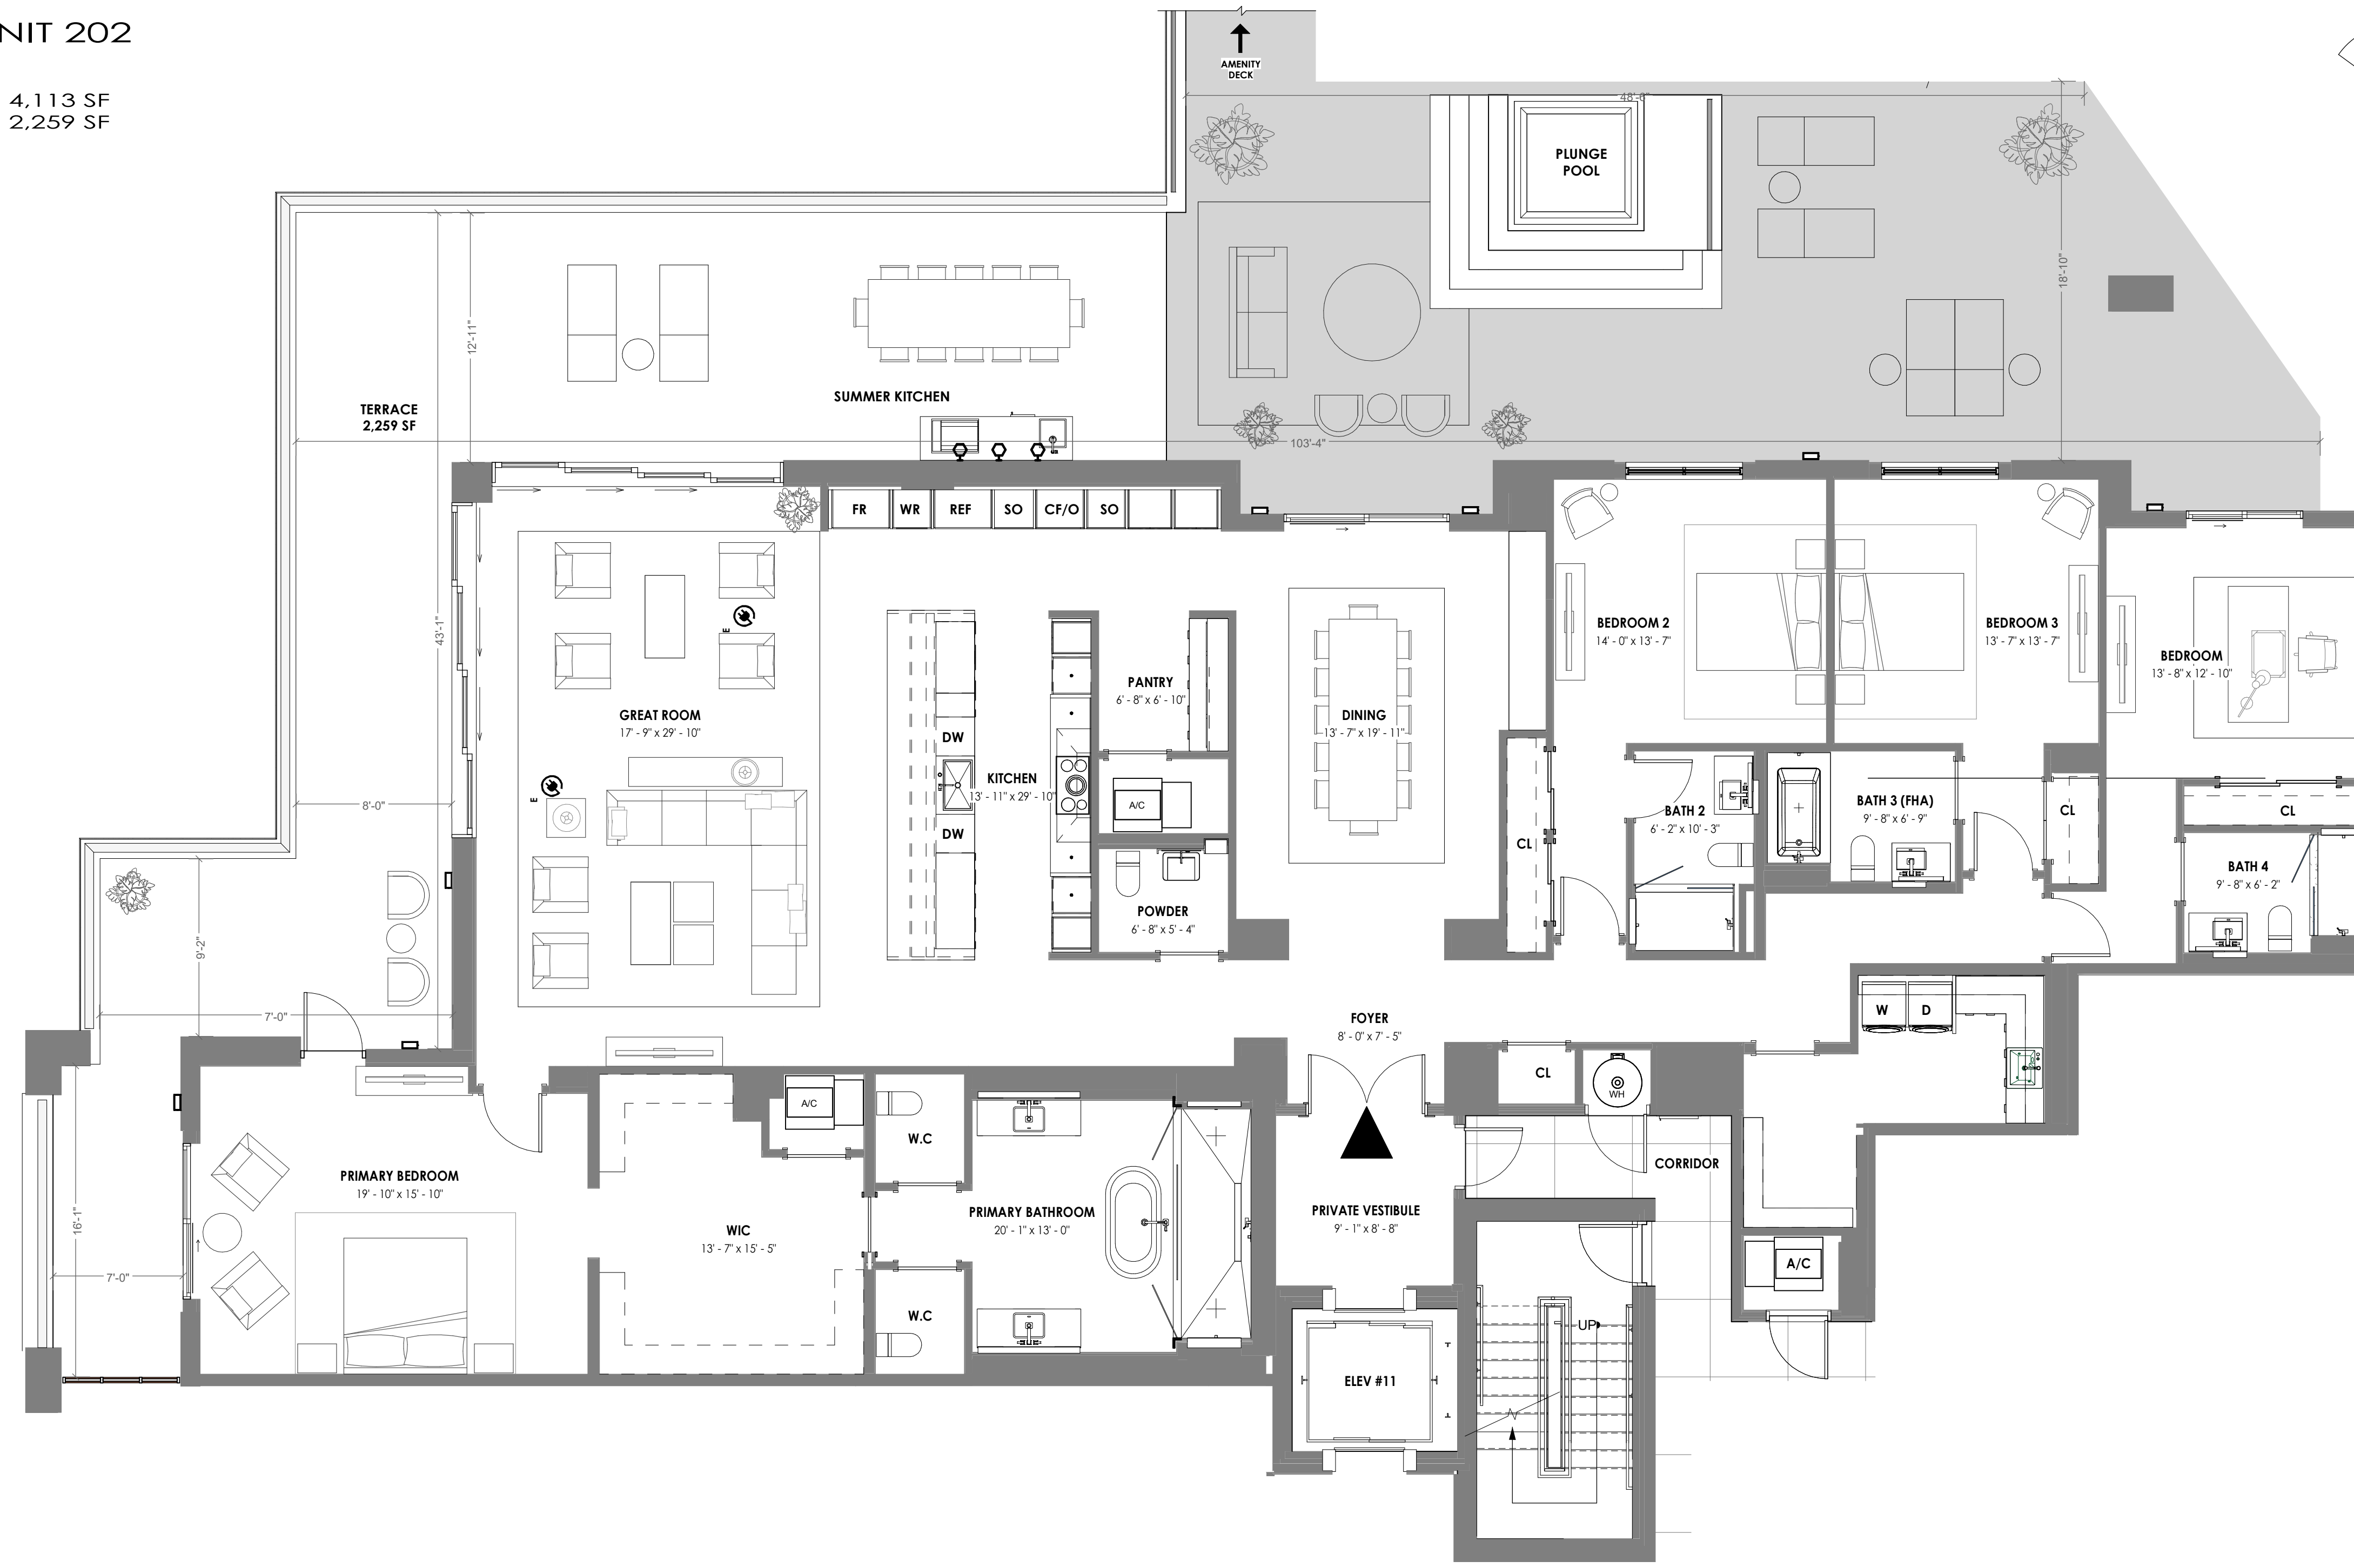 NIT 202
4,113 SF
2,259 SF
AMENITY
DECK
48'-6"
PLUNGE
POOL
18'-10"
12'-11"
SUMMER KITCHEN
TERRACE
2,259 SF
103'-4"
43'-1"
FR
WR
REF
SO
CF/O
SO
BEDROOM 2
14' - 0" x 13' - 7"
BEDROOM 3
13' - 7" x 13' - 7"
BEDROOM
13' - 8" x 12' - 10"
E
PANTRY
6' - 8" x 6' - 10"
GREAT ROOM
17' - 9" x 29' - 10"
DINING
13' - 7" x 19' - 11"
DW
KITCHEN
13' - 11" x 29' - 10"
DW
A/C
E
8'-0"
BATH 2
6' - 2" x 10' - 3"
BATH 3 (FHA)
9' - 8" x 6' - 9"
CL
CL
CL
BATH 4
9' - 8" x 6' - 2"
POWDER
6' - 8" x 5' - 4"
9'-2"
7'-0"
FOYER
8' - 0" x 7' - 5"
W
D
CL
WH
A/C
W.C
CORRIDOR
PRIMARY BEDROOM
19' - 10" x 15' - 10"
16'-1"
WIC
13' - 7" x 15' - 5"
PRIMARY BATHROOM
20' - 1" x 13' - 0"
PRIVATE VESTIBULE
9' - 1" x 8' - 8"
7'-0"
A/C
W.C
UP
ELEV #11